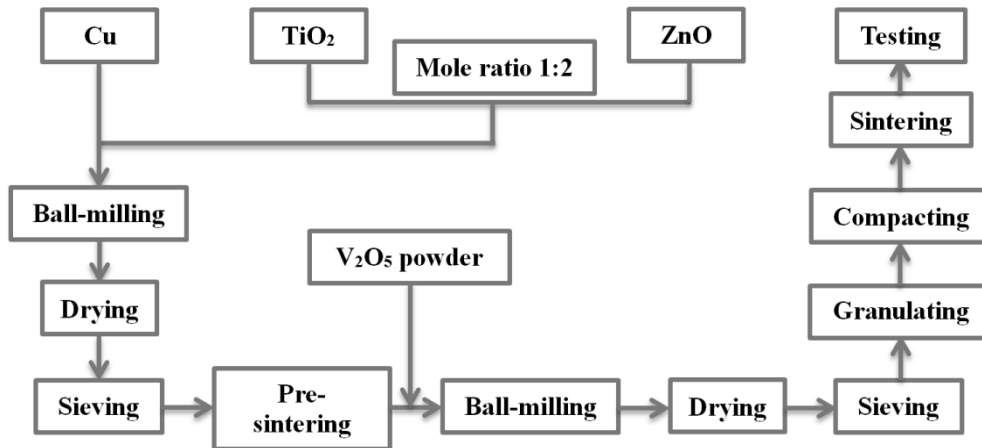 Cu
TiO₂
ZnO
Testing
Mole ratio 1:2
Sintering
Ball-milling
Compacting
V₂O₅ powder
Drying
Granulating
Sieving
Pre-
sintering
Ball-milling
Drying
Sieving